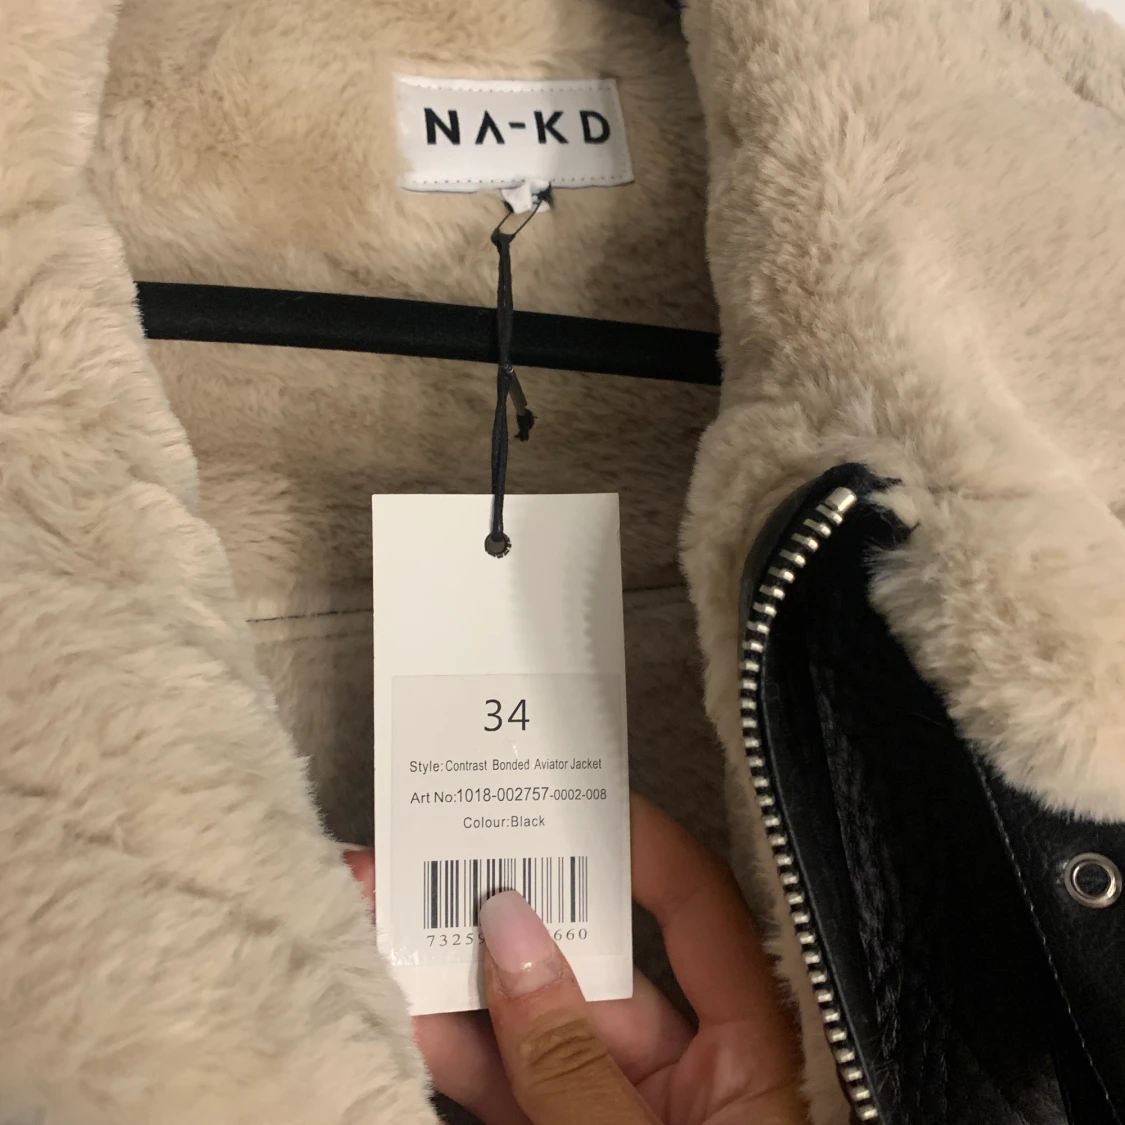 NA-KD
34
Style:Contrast Bonded Aviator Jacket
Art No:1018-002757-0002-008
Colour:Black